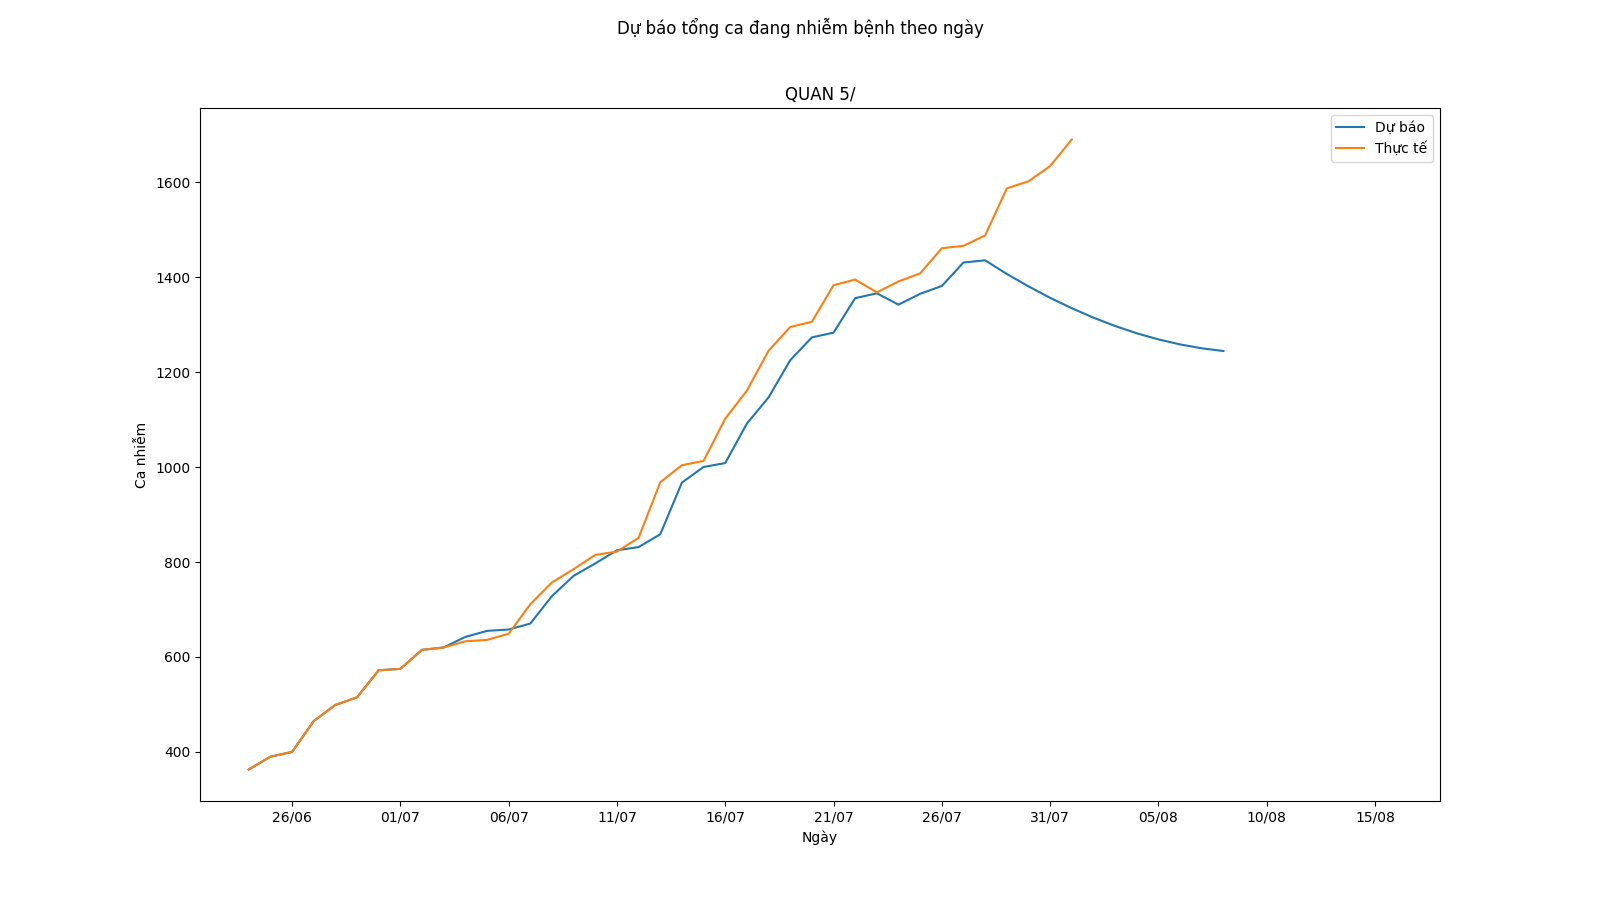 Dự báo tổng ca đang nhiễm bệnh theo ngày
QUAN 5/
Dự báo
Thực tế
1600
1400
1200
1000
800
600
400
Ca nhiễm
26/06 01/07 06/07 11/07 16/07 21/07 26/07 31/07 05/08 10/08 15/08
Ngày